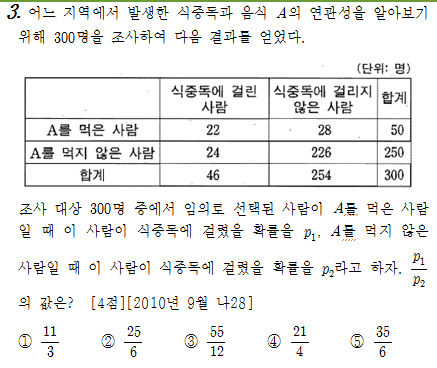 3. 어느 지역에서 발생한 식중독과 음식 A의 연관성을 알아보기
위해 300명을 조사하여 다음 결과를 얻었다.
(단위: 명)
식중독에 걸린 사람 식중독에 걸리지 않은 사람 합계
A를 먹은 사람 22 28 50
A를 먹지 않은 사람 24 226 250
합계 46 254 300
조사 대상 300명 중에서 임의로 선택된 사람이 A를 먹은 사람
일 때 이 사람이 식중독에 걸렸을 확률을 p₁, A를 먹지 않은
사람일 때 이 사람이 식중독에 걸렸을 확률을 p₂라고 하자. p₁/p₂
의 값은? [4점][2010년 9월 나28]
① 11/3 ② 25/6 ③ 55/12 ④ 21/4 ⑤ 35/6